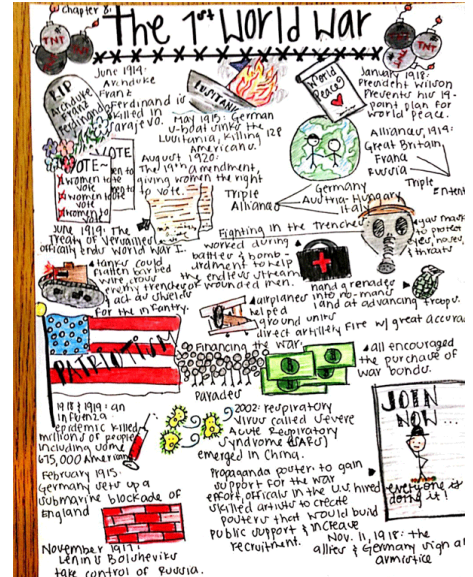 Chapter 8:
The 1st World War
TNT
TNT
TNT
RIP
Archduke
Franz
Ferdinand
June 1914:
Archduke
Franz
Ferdinand is
killed in
Sarajevo.
LUSITANIA
May 1915: German
U-boat sinks the
Lusitania, killing 128
Americans.
World
Peace?
January 1918:
President Wilson
Presents his 14-
point plan for
world peace.
VOTE
VOTE~
women to
vote
women to
vote
women to
August 1920:
The 19th amendment,
giving women the right
to vote.
Alliances, 1914:
Great Britain
France
Russia
Triple
Entente
Triple
Alliance
Germany
Austria-Hungary
Italy
June 1919: The
Treaty of Versailles
officially ends World War I.
Fighting in the Trenches
worked during
battles & bomb-
ardment to help
the endless stream
of wounded men.
gas masks
to protect
eyes, noses,
& throats
tanks could
flatten barbed
wire, cross
enemy trenches
& act as shields
for the infantry.
hand grenades
into no-mans
land at advancing troops.
airplanes
helped
ground units
direct artillery fire w/ great accura
PATRIOTISM
Financing the war:
Parades
all encouraged
the purchase of
war bonds.
1918 & 1919: an
influenza
epidemic killed
millions of people
including some
675,000 Americans
2002: respiratory
virus called severe
Acute Respiratory
Syndrome (SARS)
emerged in China.
JOIN
NOW...
everyone is
doing it!
February 1915:
Germany sets up a
submarine blockade of
England
Propaganda poster: to gain
support for the war
effort, officials in the U.S. hired
skilled artists to create
posters that would build
public support & increase
recruitment.
November 1917:
Lenin's Bolsheviks
take control of Russia.
Nov. 11, 1918: the
allies & Germany sign a
armistice